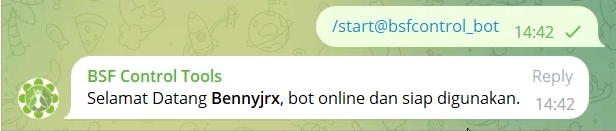 /start@bsfcontrol_bot 14:42
BSF Control Tools Reply
Selamat Datang Bennyjrx, bot online dan siap digunakan. 14:42